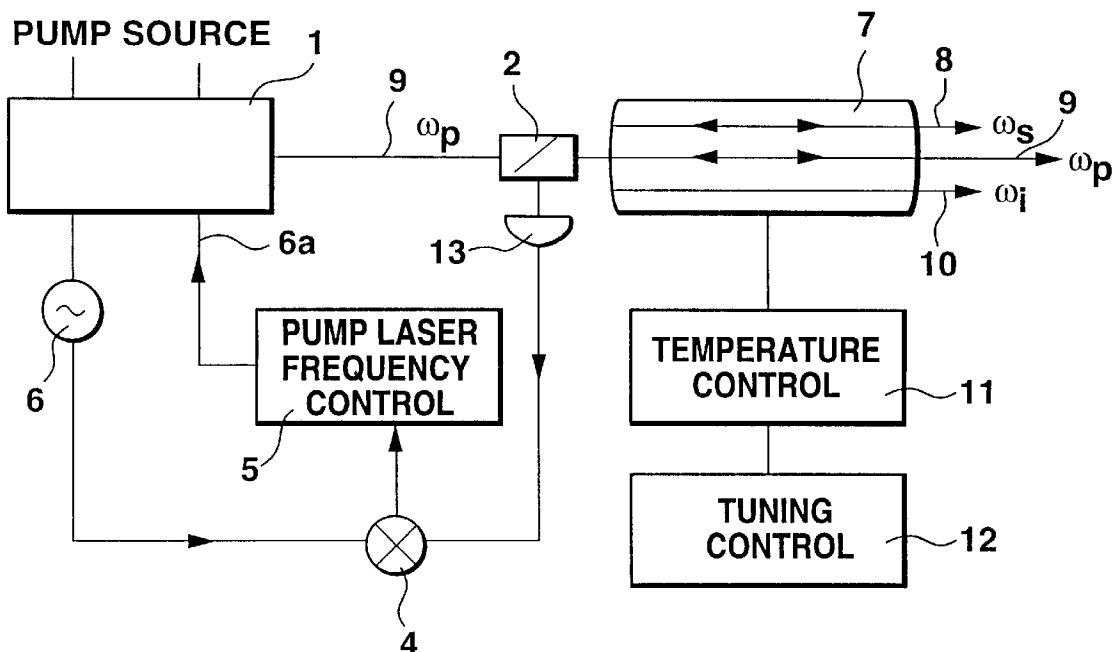 PUMP SOURCE
1
9
ωp
2
7
8
ωs
9
ωp
ωi
10
13
6a
6
PUMP LASER
FREQUENCY
CONTROL
5
4
TEMPERATURE
CONTROL
11
TUNING
CONTROL
12